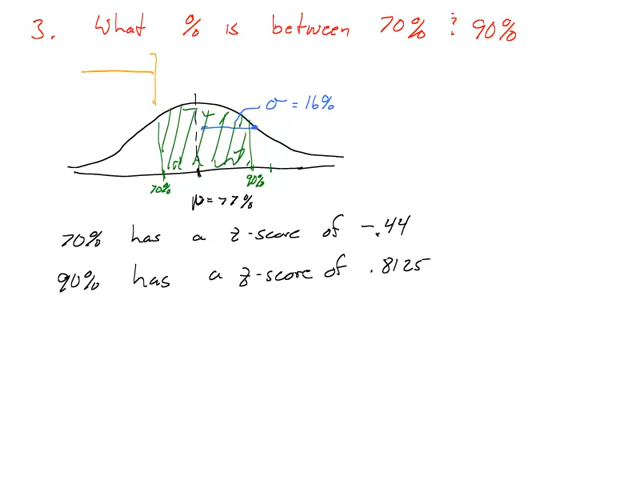 3. What % is between 70% & 90%
σ = 16%
70% 90%
μ = 77%
70% has a z-score of -.44
90% has a z-score of .8125